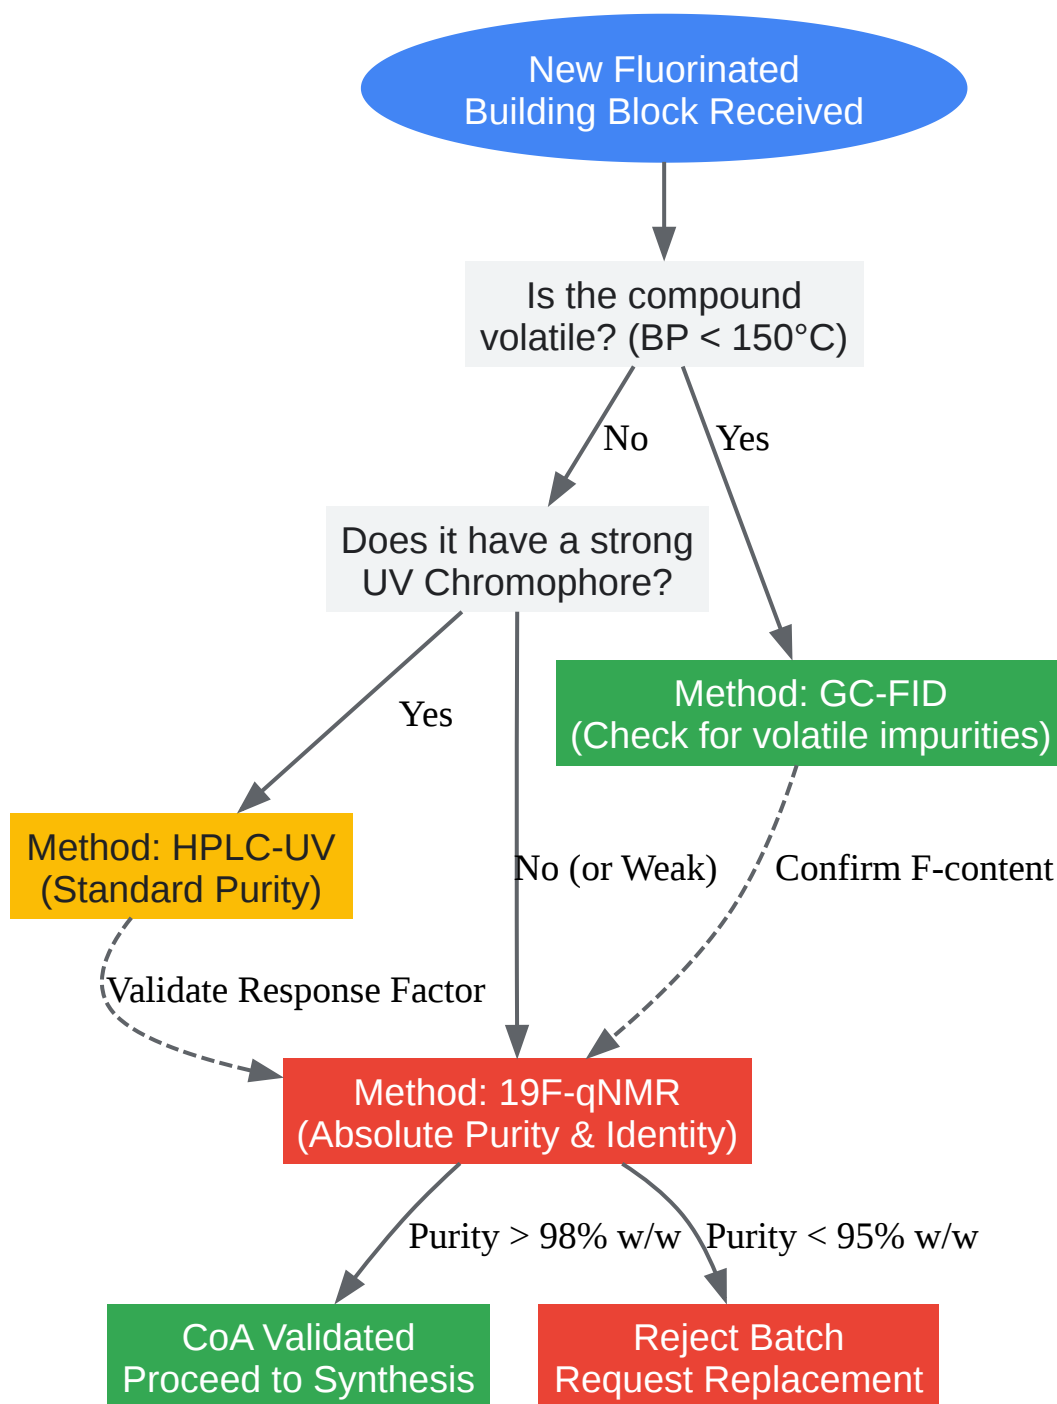 New Fluorinated
Building Block Received
Is the compound
volatile? (BP < 150°C)
No
Yes
Does it have a strong
UV Chromophore?
Yes
Method: GC-FID
(Check for volatile impurities)
Method: HPLC-UV
(Standard Purity)
No (or Weak)
Confirm F-content
Validate Response Factor
Method: 19F-qNMR
(Absolute Purity & Identity)
Purity > 98% w/w
Purity < 95% w/w
CoA Validated
Proceed to Synthesis
Reject Batch
Request Replacement